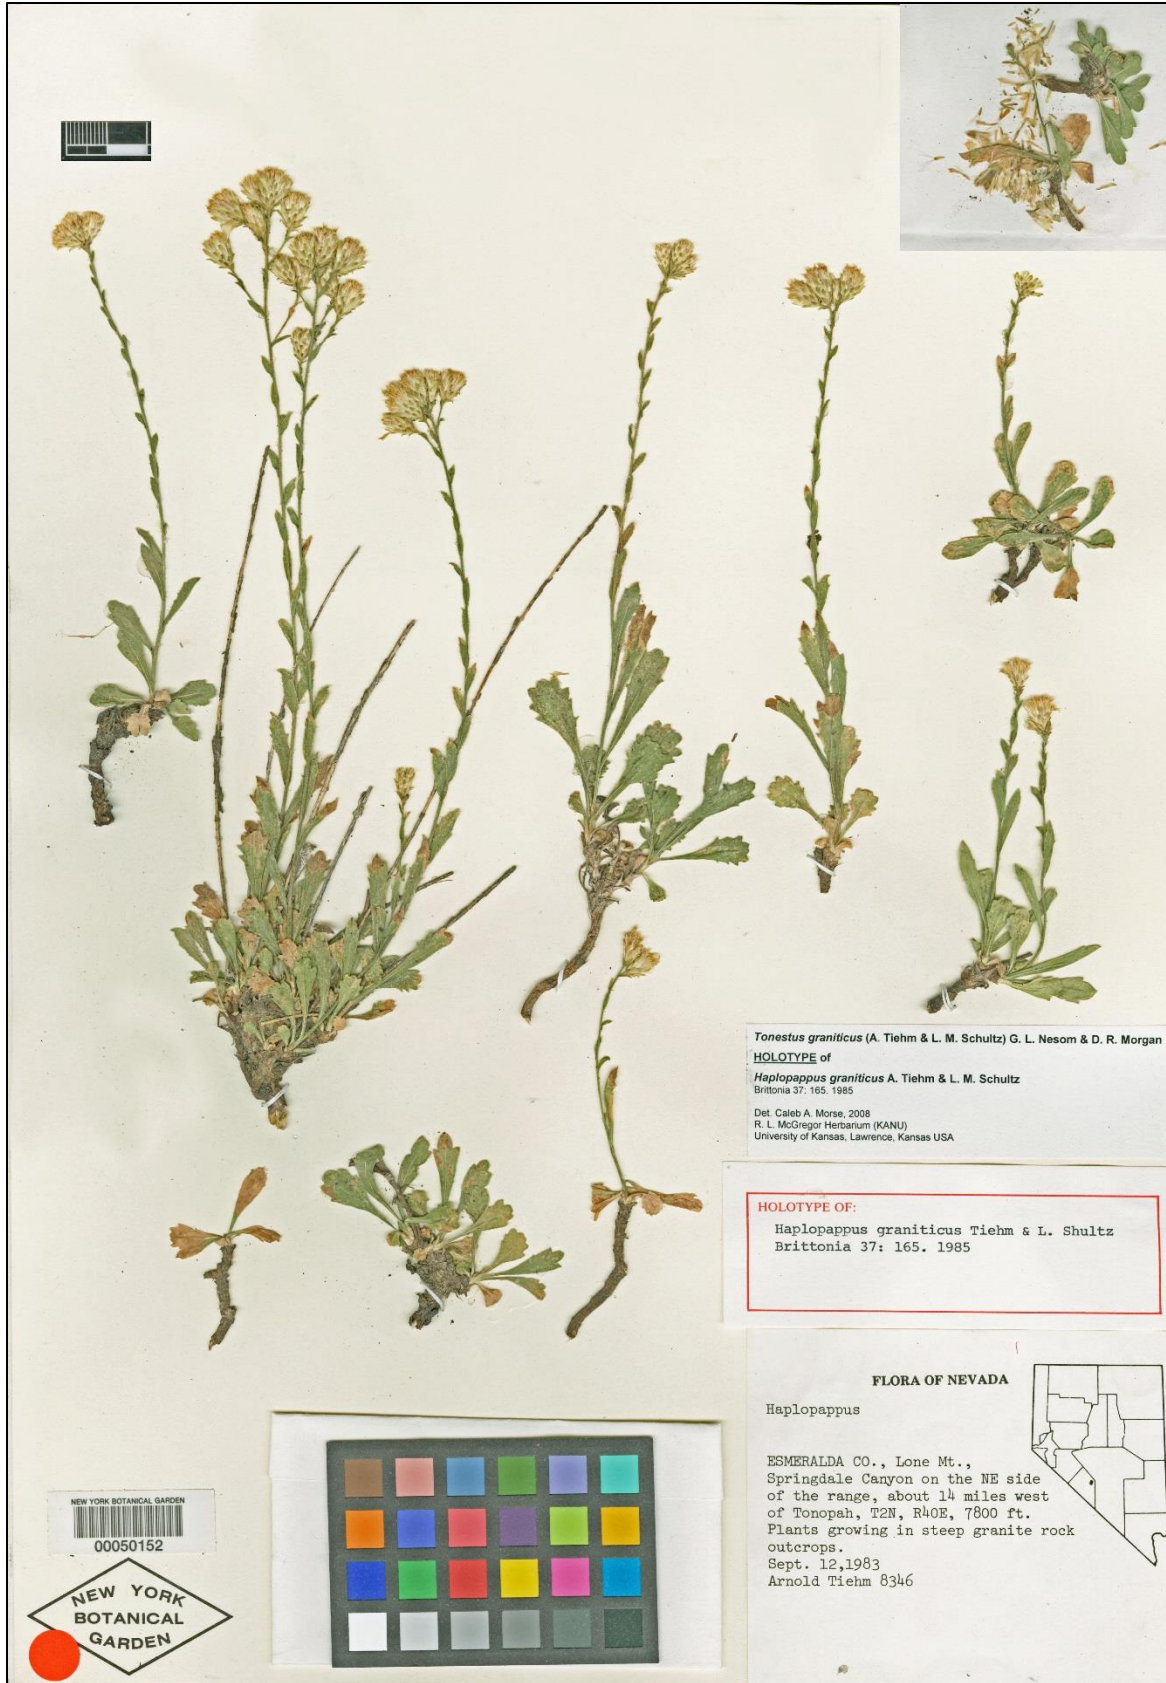 Tonestus graniticus (A. Tiehm & L. M. Schultz) G. L. Nesom & D. R. Morgan
HOLOTYPE of
Haplopappus graniticus A. Tiehm & L. M. Schultz
Brittonia 37: 165. 1985
Det. Caleb A. Morse, 2008
R. L. McGregor Herbarium (KANU)
University of Kansas, Lawrence, Kansas USA
HOLOTYPE OF:
Haplopappus graniticus Tiehm & L. Shultz
Brittonia 37: 165. 1985
FLORA OF NEVADA
Haplopappus
ESMERALDA CO., Lone Mt.,
Springdale Canyon on the NE side
of the range, about 14 miles west
of Tonopah, T2N, R40E, 7800 ft.
Plants growing in steep granite rock
outcrops.
Sept. 12,1983
Arnold Tiehm 8346
NEW YORK BOTANICAL GARDEN
00050152
NEW YORK
BOTANICAL
GARDEN